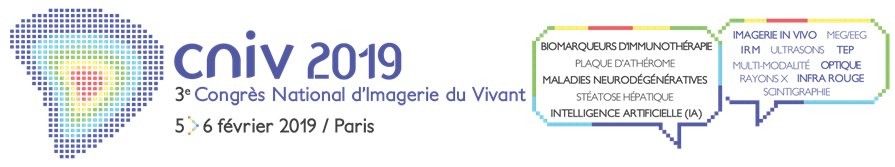 cniv 2019
3e Congrès National d'Imagerie du Vivant
5 > 6 février 2019 / Paris
BIOMARQUEURS D'IMMUNOTHÉRAPIE
PLAQUE D'ATHÉROME
MALADIES NEURODÉGÉNÉRATIVES
STÉATOSE HÉPATIQUE
INTELLIGENCE ARTIFICIELLE (IA)
IMAGERIE IN VIVO MEG/EEG
IRM ULTRASONS TEP
MULTI-MODALITÉ OPTIQUE
RAYONS X INFRA ROUGE
SCINTIGRAPHIE